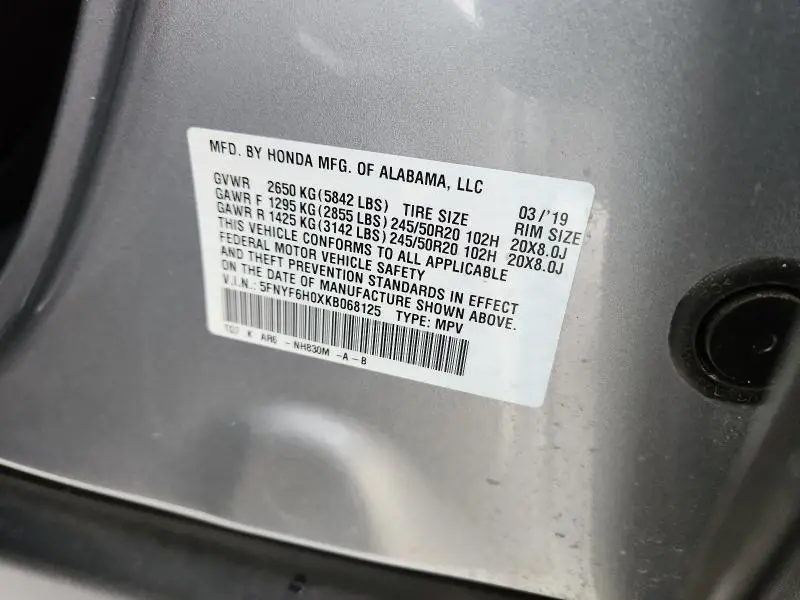 MFD. BY HONDA MFG. OF ALABAMA, LLC
GVWR 2650 KG(5842 LBS) TIRE SIZE 03/'19 RIM SIZE
GAWR F 1295 KG(2855 LBS) 245/50R20 102H 20X8.0J
GAWR R 1425 KG(3142 LBS) 245/50R20 102H 20X8.0J
THIS VEHICLE CONFORMS TO ALL APPLICABLE
FEDERAL MOTOR VEHICLE SAFETY
AND THEFT PREVENTION STANDARDS IN EFFECT
ON THE DATE OF MANUFACTURE SHOWN ABOVE.
V.I.N.: 5FNYF6H0XKB068125 TYPE: MPV
K AR6 - NH830M -A-B